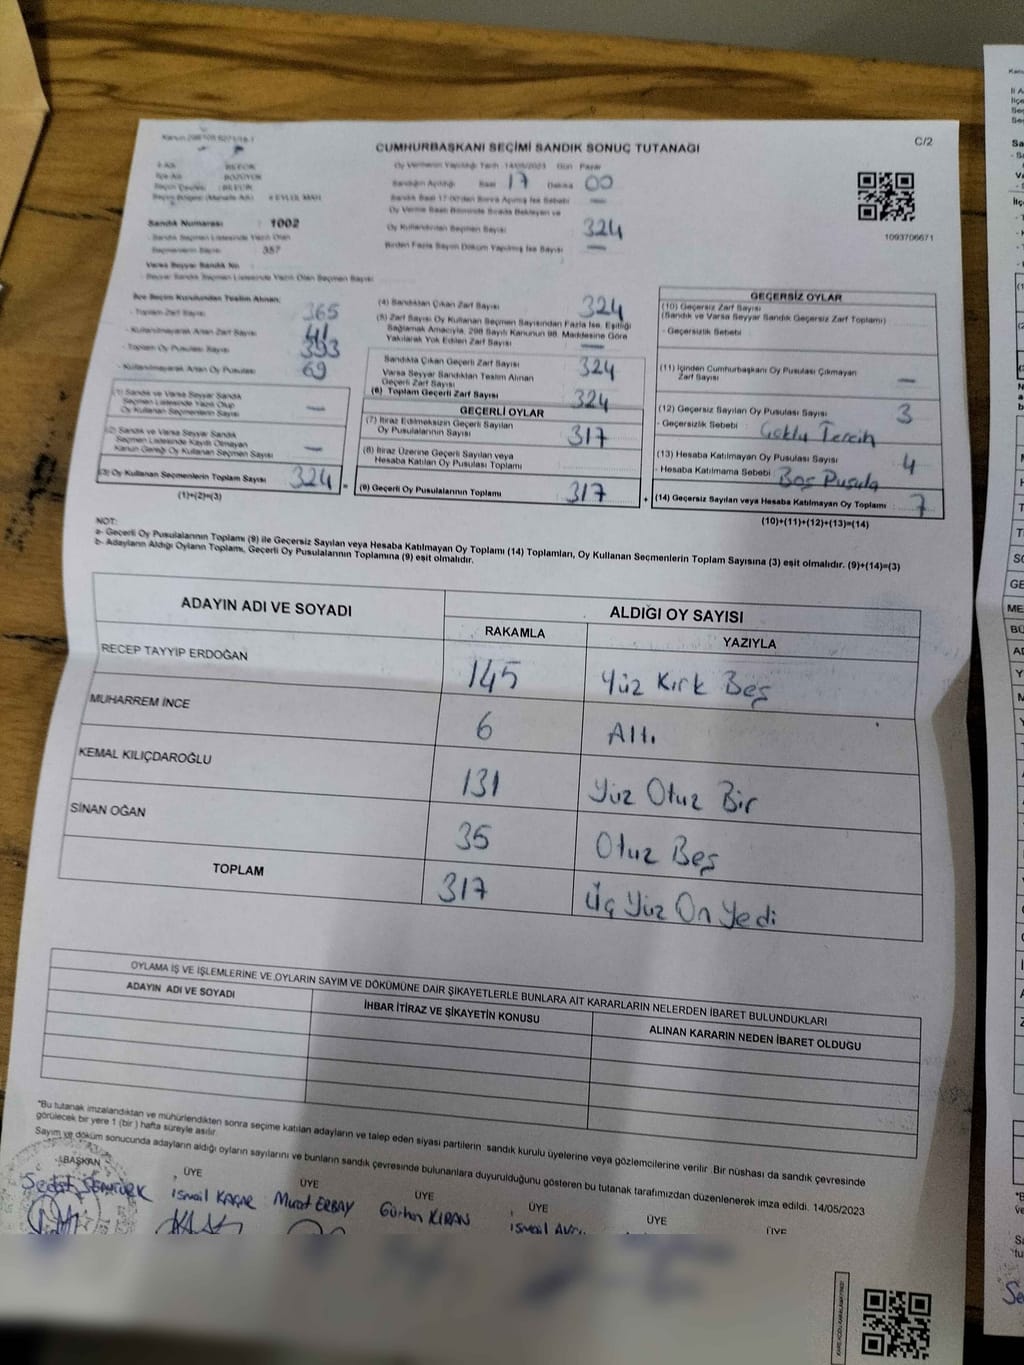 CUMHURBAŞKANI SEÇİMİ SANDIK SONUÇ TUTANAĞI
C/2
Oy Vermenin Yapıldığı Tarih 14/05/2023 Gün Pazar
Sandığın Açıldığı Saat 17 Dakika 00
Sandık Saat 17:00'den Sonra Açılmış İse Sebebi —
Oy Verme Saati Bitiminde Sırada Bekleyen ve
Oy Kullandırılan Seçmen Sayısı 324
Birden Fazla Sayım Döküm Yapılmış İse Sayısı —
1093706671
İli Adı : BİLECİK
İlçe Adı : BOZÜYÜK
Seçim Çevresi : BİLECİK
Seçim Bölgesi (Mahalle Adı) : 4 EYLÜL MAH.
Sandık Numarası : 1002
- Sandık Seçmen Listesinde Yazılı Olan
Seçmenlerin Sayısı : 357
Varsa Seyyar Sandık No
- Seyyar Sandık Seçmen Listesinde Yazılı Olan Seçmen Sayısı :
İlçe Seçim Kurulundan Teslim Alınan:
- Toplam Zarf Sayısı 365
- Kullanılmayarak Artan Zarf Sayısı 41
- Toplam Oy Pusulası Sayısı 393
- Kullanılmayarak Artan Oy Pusulası 69
(1) Sandık ve Varsa Seyyar Sandık
Seçmen Listesinde Yazılı Olup
Oy Kullanan Seçmenlerin Sayısı —
(2) Sandık ve Varsa Seyyar Sandık
Seçmen Listesinde Kayıtlı Olmayan
Kanun Gereği Oy Kullanan Seçmen Sayısı —
(3) Oy Kullanan Seçmenlerin Toplam Sayısı 324 =
(1)+(2)=(3)
(4) Sandıktan Çıkan Zarf Sayısı 324
(5) Zarf Sayısı Oy Kullanan Seçmen Sayısından Fazla İse, Eşitliği
Sağlamak Amacıyla, 298 Sayılı Kanunun 98. Maddesine Göre
Yakılarak Yok Edilen Zarf Sayısı —
Sandıkta Çıkan Geçerli Zarf Sayısı 324
Varsa Seyyar Sandıktan Teslim Alınan
Geçerli Zarf Sayısı
(6) Toplam Geçerli Zarf Sayısı 324
GEÇERLİ OYLAR
(7) İtiraz Edilmeksizin Geçerli Sayılan
Oy Pusulalarının Sayısı 317
(8) İtiraz Üzerine Geçerli Sayılan veya
Hesaba Katılan Oy Pusulası Toplamı
(9) Geçerli Oy Pusulalarının Toplamı 317 +
GEÇERSİZ OYLAR
(10) Geçersiz Zarf Sayısı
(Sandık ve Varsa Seyyar Sandık Geçersiz Zarf Toplamı)
- Geçersizlik Sebebi
(11) İçinden Cumhurbaşkanı Oy Pusulası Çıkmayan
Zarf Sayısı —
(12) Geçersiz Sayılan Oy Pusulası Sayısı 3
- Geçersizlik Sebebi : Çoklu Tercih
(13) Hesaba Katılmayan Oy Pusulası Sayısı 4
- Hesaba Katılmama Sebebi : Boş Pusula
(14) Geçersiz Sayılan veya Hesaba Katılmayan Oy Toplamı : 7
(10)+(11)+(12)+(13)=(14)
NOT:
a- Geçerli Oy Pusulalarının Toplamı (9) ile Geçersiz Sayılan veya Hesaba Katılmayan Oy Toplamı (14) Toplamları, Oy Kullanan Seçmenlerin Toplam Sayısına (3) eşit olmalıdır. (9)+(14)=(3)
b- Adayların Aldığı Oyların Toplamı, Geçerli Oy Pusulalarının Toplamına (9) eşit olmalıdır.
ADAYIN ADI VE SOYADI
ALDIĞI OY SAYISI
RAKAMLA YAZIYLA
RECEP TAYYİP ERDOĞAN 145 Yüz Kırk Beş
MUHARREM İNCE 6 Altı
KEMAL KILIÇDAROĞLU 131 Yüz Otuz Bir
SİNAN OĞAN 35 Otuz Beş
TOPLAM 317 Üç Yüz On Yedi
OYLAMA İŞ VE İŞLEMLERİNE VE OYLARIN SAYIM VE DÖKÜMÜNE DAİR ŞİKAYETLERLE BUNLARA AİT KARARLARIN NELERDEN İBARET BULUNDUKLARI
ADAYIN ADI VE SOYADI İHBAR İTİRAZ VE ŞİKAYETİN KONUSU ALINAN KARARIN NEDEN İBARET OLDUĞU
*Bu tutanak imzalandıktan ve mühürlendikten sonra seçime katılan adayların ve talep eden siyasi partilerin sandık kurulu üyelerine veya gözlemcilerine verilir. Bir nüshası da sandık çevresinde
görülecek bir yere 1 (bir) hafta süreyle asılır.
Sayım ve döküm sonucunda adayların aldığı oyların sayılarını ve bunların sandık çevresinde bulunanlara duyurulduğunu gösteren bu tutanak tarafımızdan düzenlenerek imza edildi. 14/05/2023
BAŞKAN ÜYE ÜYE ÜYE ÜYE ÜYE ÜYE
Sedat ŞENTÜRK İsmail KAÇAR Murat ERBAY Gürhan KIRAN İsmail